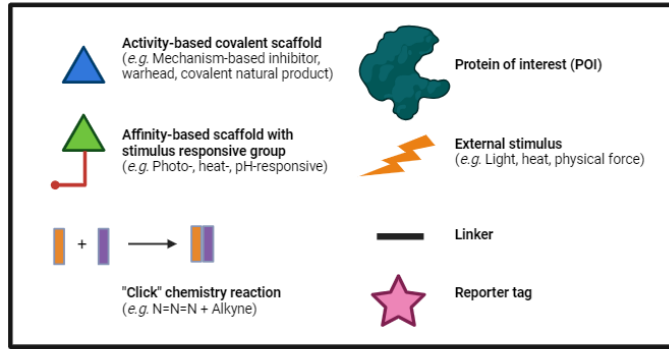 Activity-based covalent scaffold
(e.g. Mechanism-based inhibitor,
warhead, covalent natural product)
Protein of interest (POI)
Affinity-based scaffold with
stimulus responsive group
(e.g. Photo-, heat-, pH-responsive)
External stimulus
(e.g. Light, heat, physical force)
+
Linker
"Click" chemistry reaction
(e.g. N=N=N + Alkyne)
Reporter tag